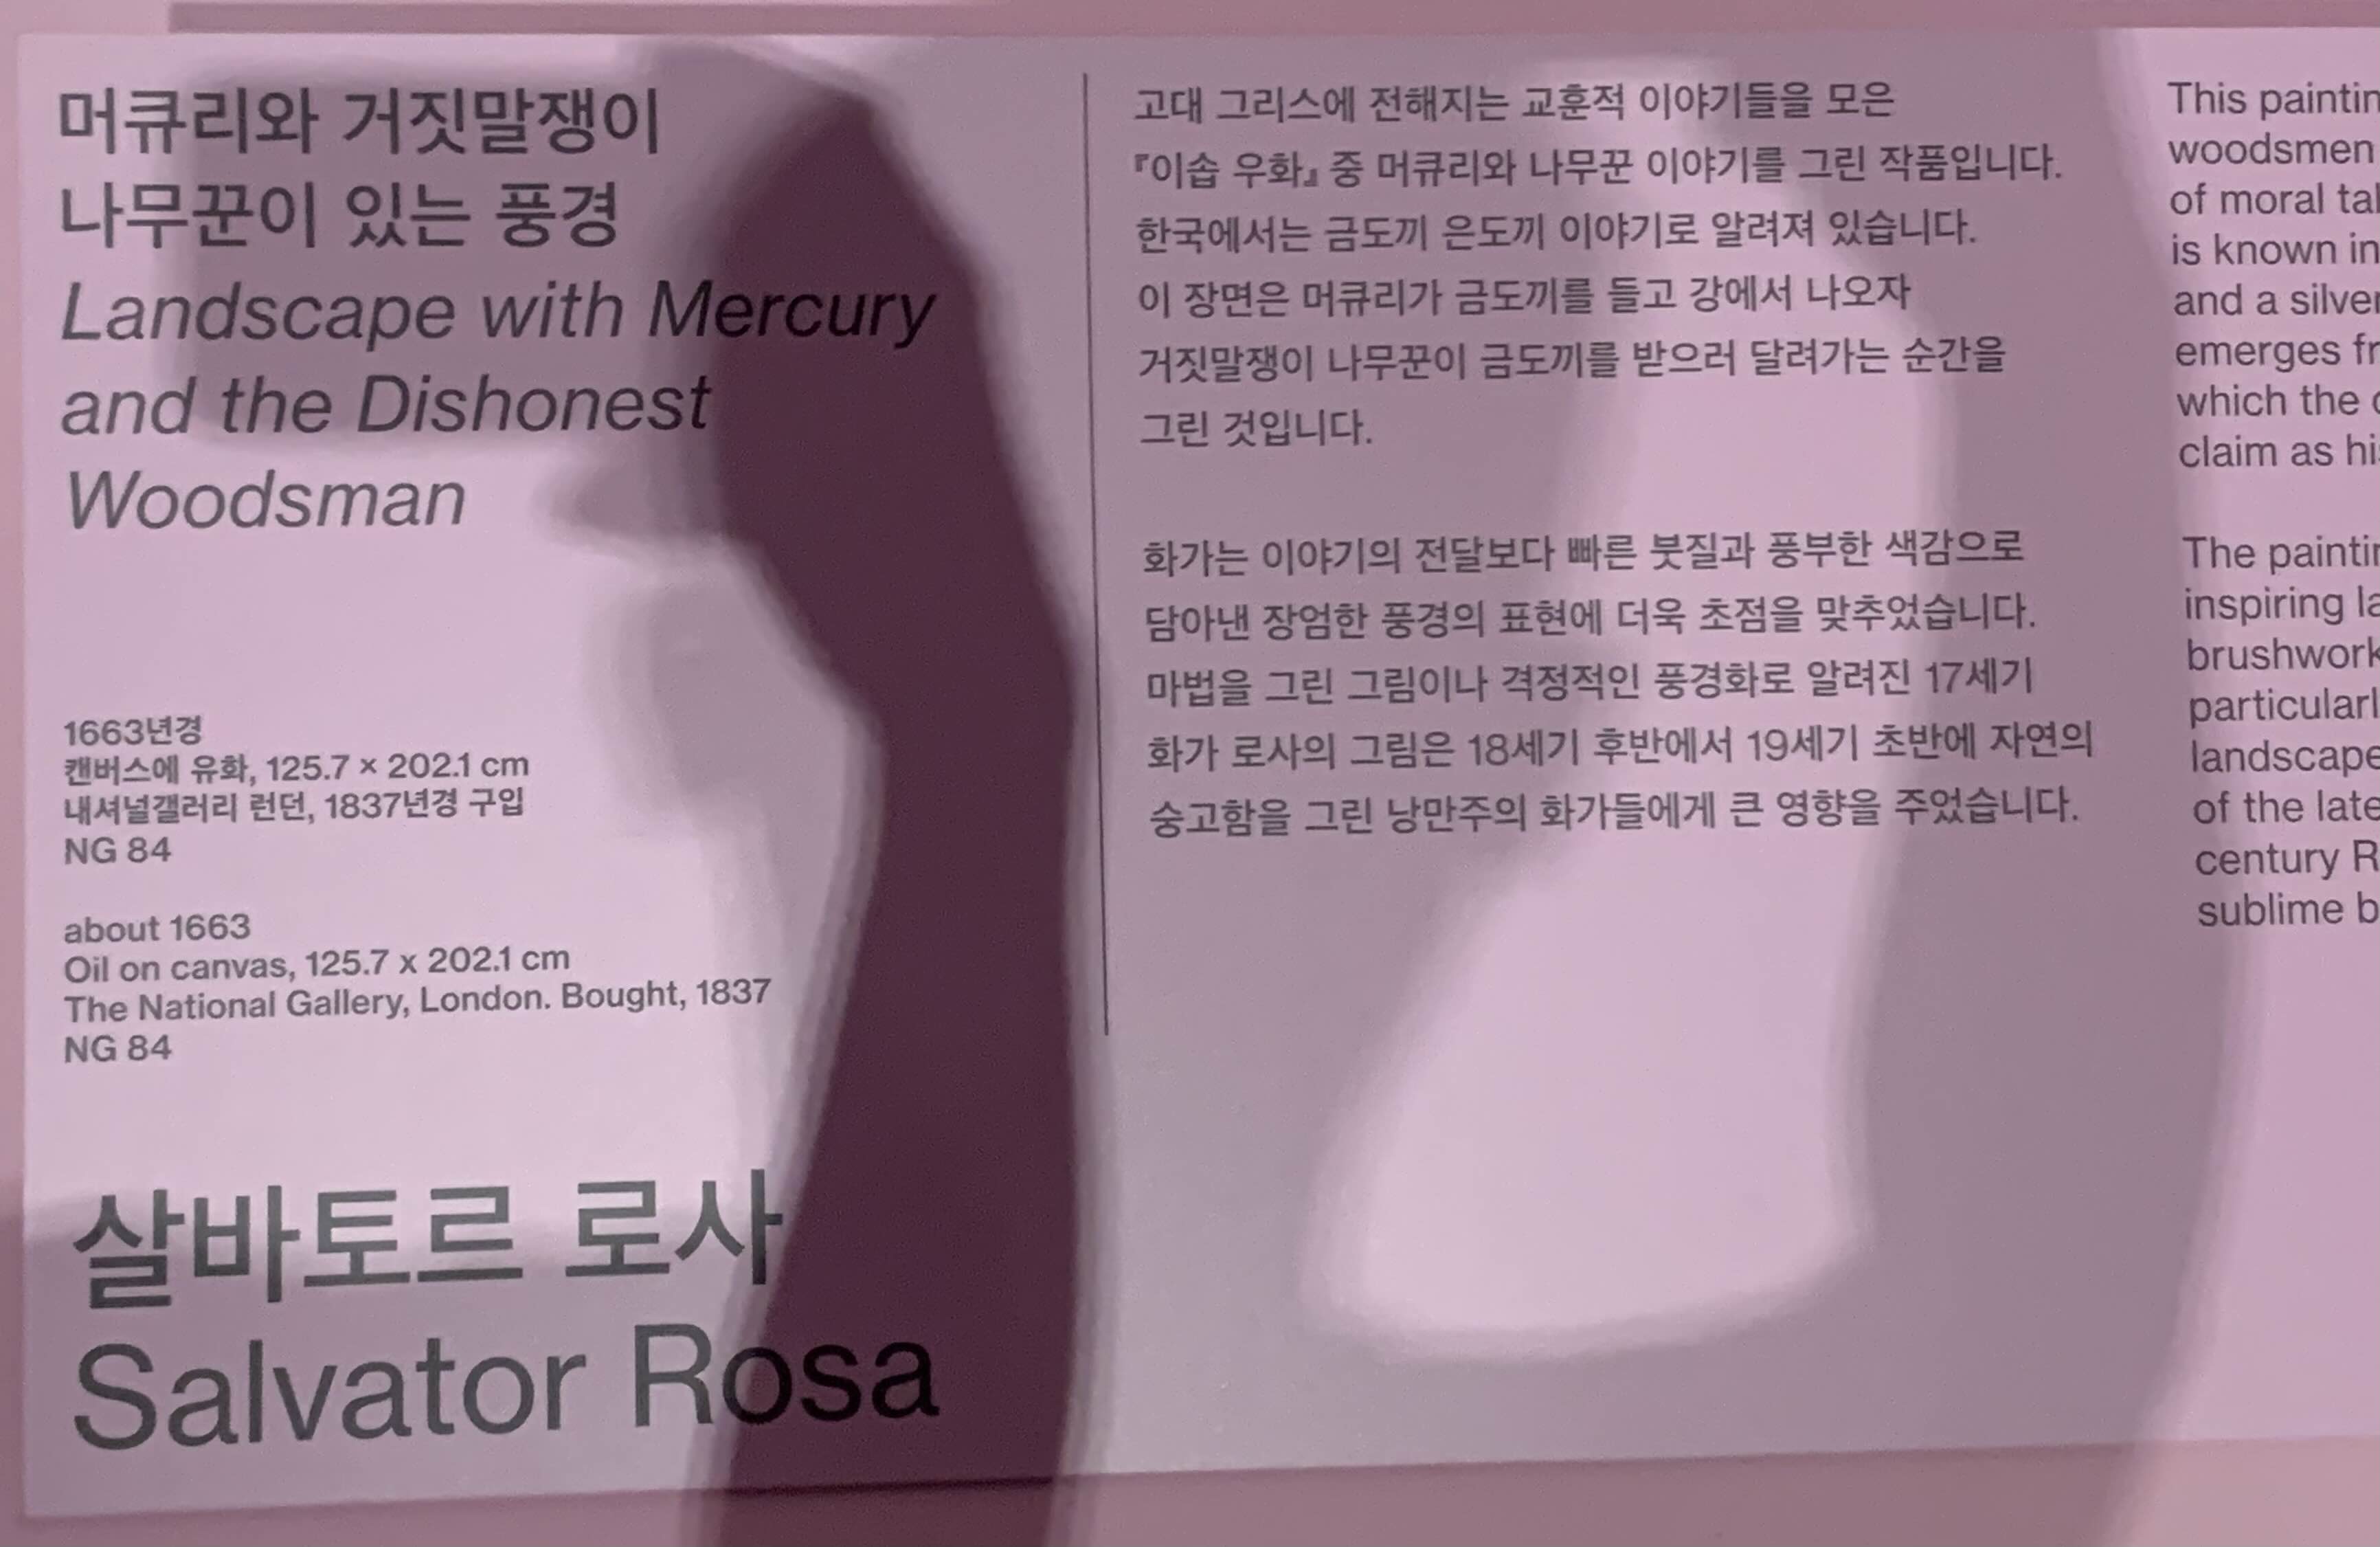 머큐리와 거짓말쟁이
나무꾼이 있는 풍경
Landscape with Mercury
and the Dishonest
Woodsman
1663년경
캔버스에 유화, 125.7 × 202.1 cm
내셔널갤러리 런던, 1837년경 구입
NG 84
about 1663
Oil on canvas, 125.7 x 202.1 cm
The National Gallery, London. Bought, 1837
NG 84
살바토르 로사
Salvator Rosa
고대 그리스에 전해지는 교훈적 이야기들을 모은
『이솝 우화』 중 머큐리와 나무꾼 이야기를 그린 작품입니다.
한국에서는 금도끼 은도끼 이야기로 알려져 있습니다.
이 장면은 머큐리가 금도끼를 들고 강에서 나오자
거짓말쟁이 나무꾼이 금도끼를 받으러 달려가는 순간을
그린 것입니다.
화가는 이야기의 전달보다 빠른 붓질과 풍부한 색감으로
담아낸 장엄한 풍경의 표현에 더욱 초점을 맞추었습니다.
마법을 그린 그림이나 격정적인 풍경화로 알려진 17세기
화가 로사의 그림은 18세기 후반에서 19세기 초반에 자연의
숭고함을 그린 낭만주의 화가들에게 큰 영향을 주었습니다.
This
woodsmen
of moral
is known in
and a
emerges
which the
claim as
The
inspiring
of the
century
sublime